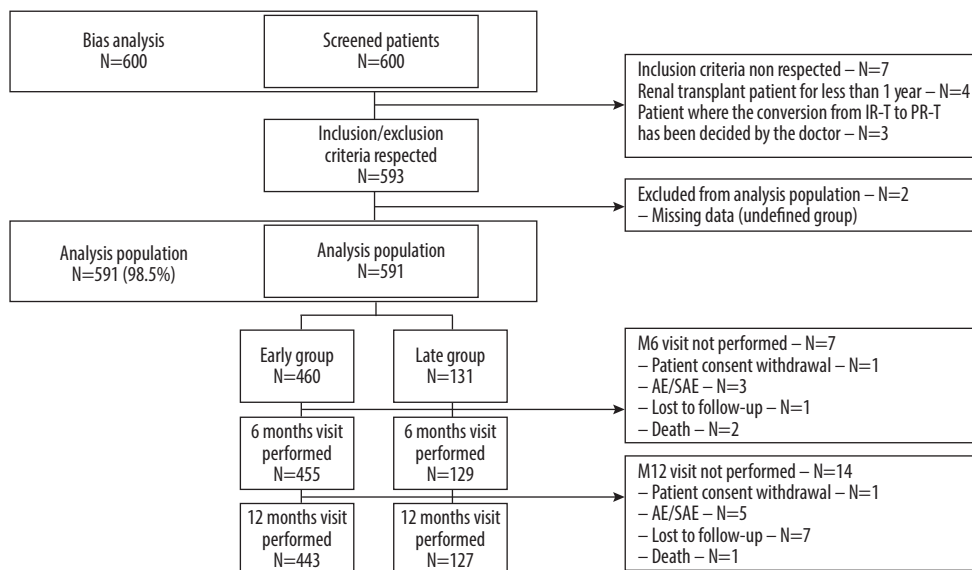 Bias analysis
N=600
Screened patients
N=600
Inclusion criteria non respected – N=7
Renal transplant patient for less than 1 year – N=4
Patient where the conversion from IR-T to PR-T
has been decided by the doctor – N=3
Inclusion/exclusion
criteria respected
N=593
Excluded from analysis population – N=2
– Missing data (undefined group)
Analysis population
N=591 (98.5%)
Analysis population
N=591
Early group
N=460
Late group
N=131
M6 visit not performed – N=7
– Patient consent withdrawal – N=1
– AE/SAE – N=3
– Lost to follow-up – N=1
– Death – N=2
6 months visit
performed
N=455
6 months visit
performed
N=129
M12 visit not performed – N=14
– Patient consent withdrawal – N=1
– AE/SAE – N=5
– Lost to follow-up – N=7
– Death – N=1
12 months visit
performed
N=443
12 months visit
performed
N=127